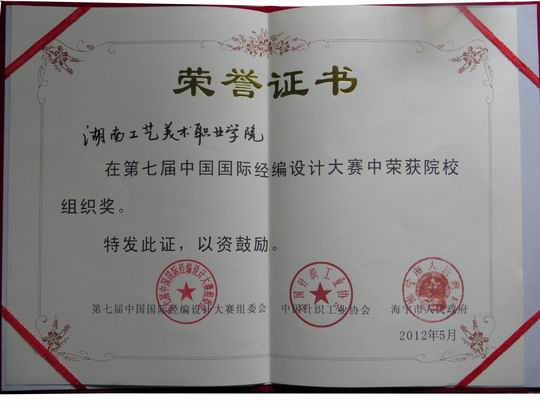 荣誉证书
湖南工艺美术职业学院
在第七届中国国际经编设计大赛中荣获院校
组织奖。
特发此证，以资鼓励。
第七届中国国际经编设计大赛组委会 中国针织工业协会 海宁市人民政府
2012年5月